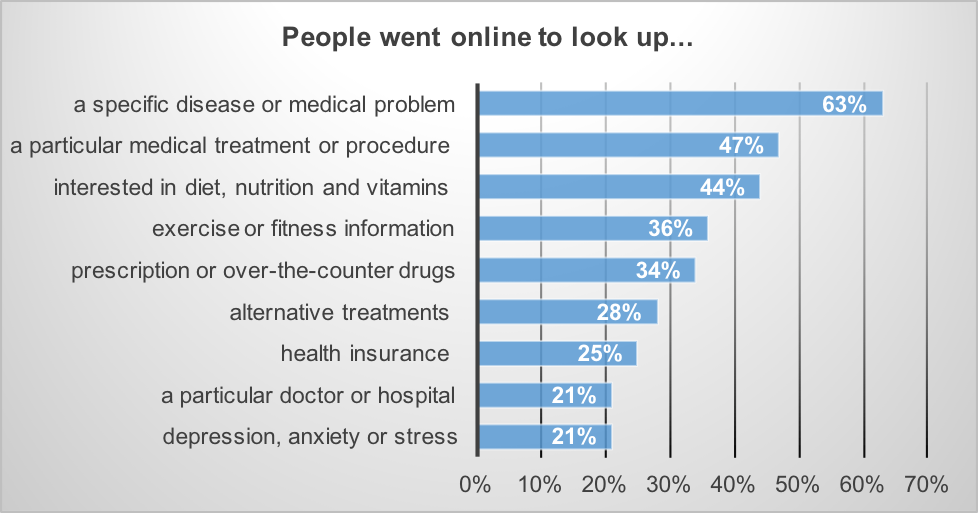 People went online to look up...
a specific disease or medical problem 63%
a particular medical treatment or procedure 47%
interested in diet, nutrition and vitamins 44%
exercise or fitness information 36%
prescription or over-the-counter drugs 34%
alternative treatments 28%
health insurance 25%
a particular doctor or hospital 21%
depression, anxiety or stress 21%
0% 10% 20% 30% 40% 50% 60% 70%